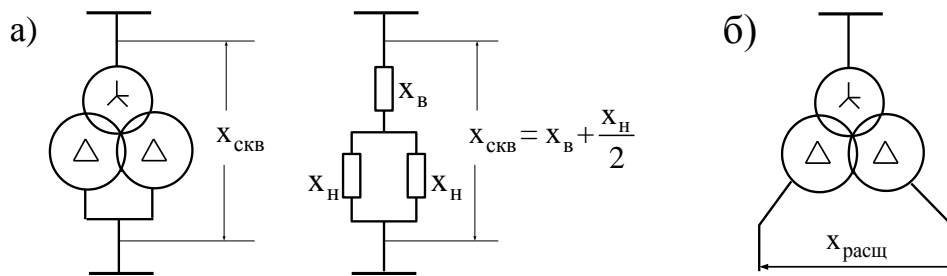 а)
x_скв
x_в
x_н x_н
x_скв = x_в + x_н/2
б)
x_расщ